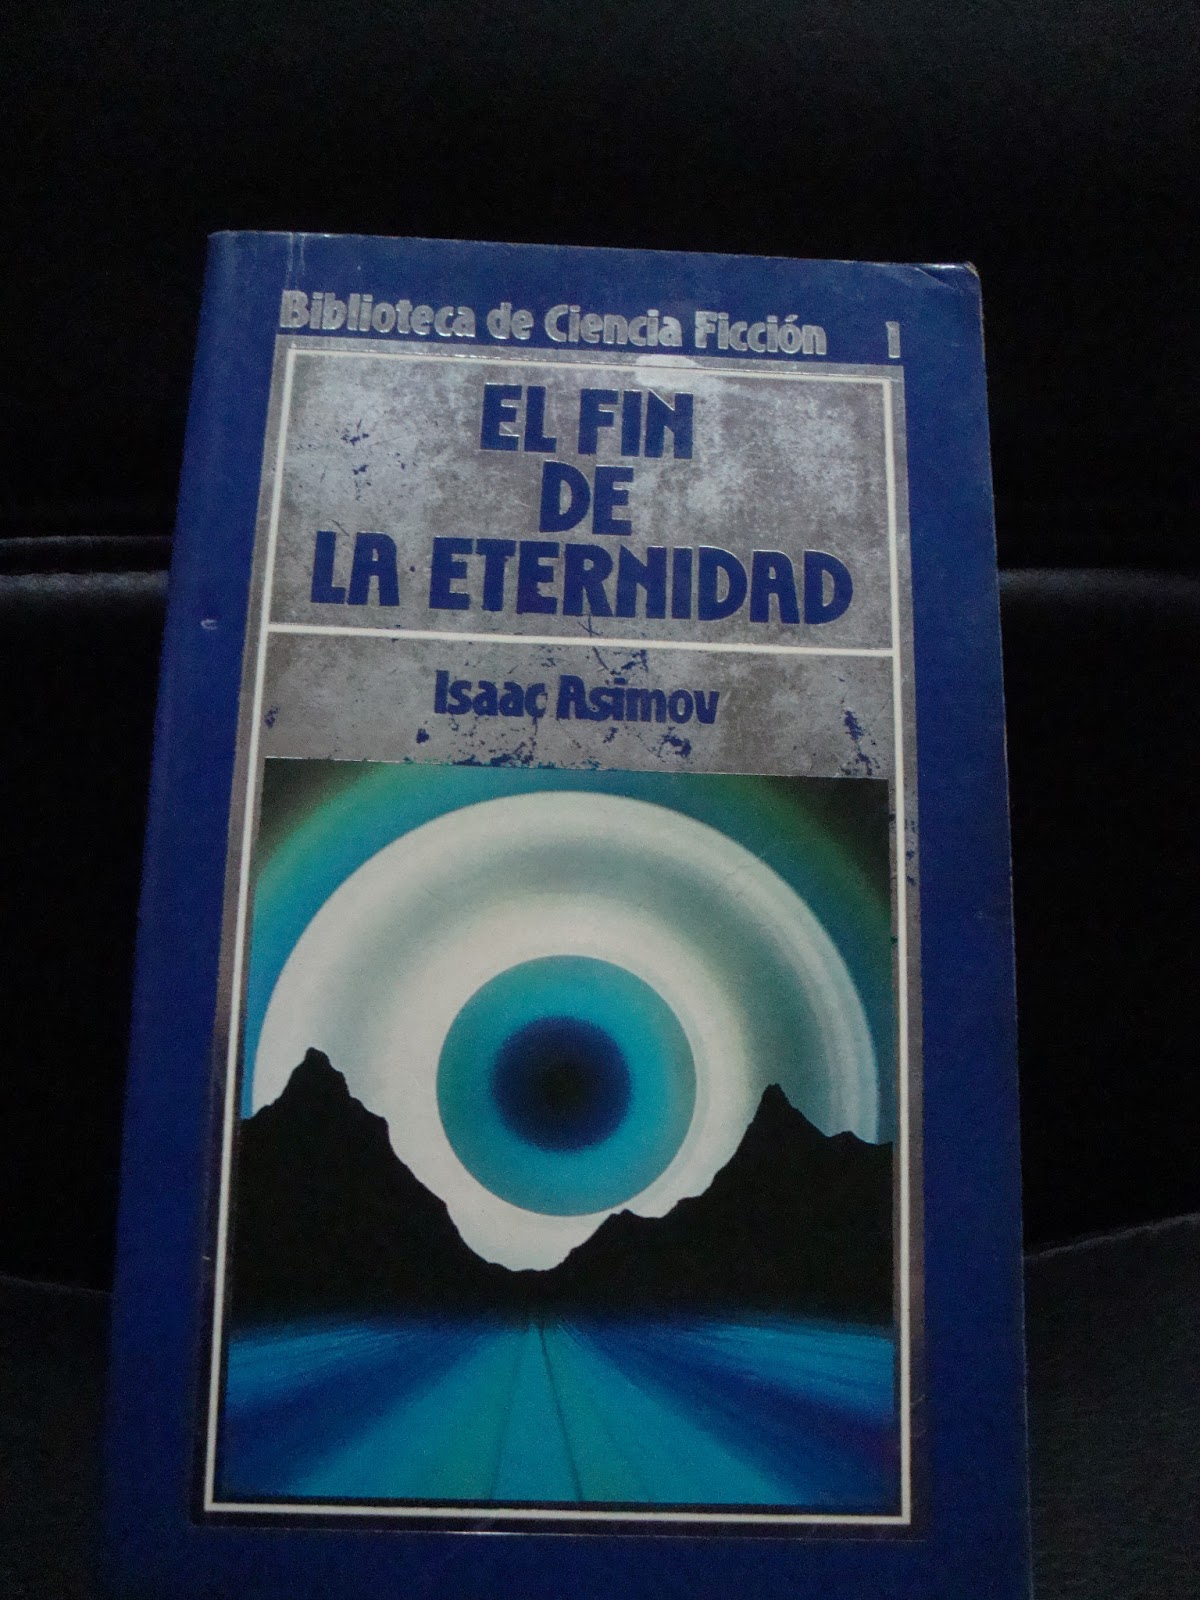 Biblioteca de Ciencia Ficción 1
EL FIN
DE
LA ETERNIDAD
Isaac Asimov